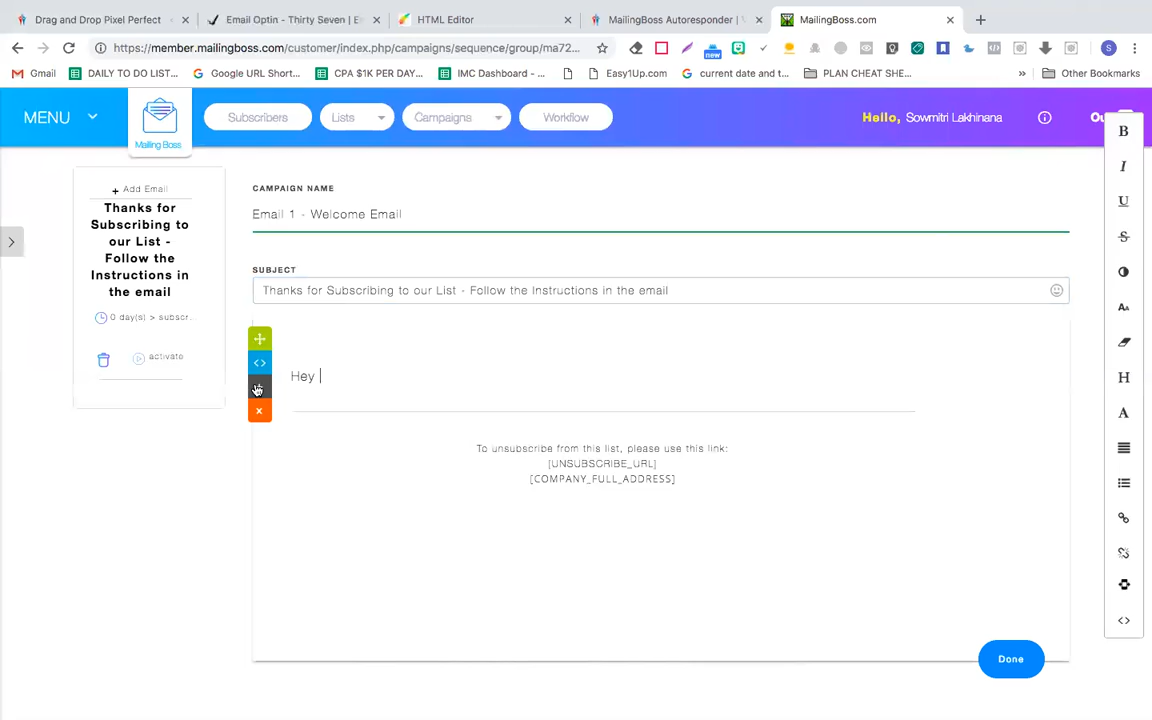 Drag and Drop Pixel Perfect
Email Optin - Thirty Seven | E
HTML Editor
MailingBoss Autoresponder |
MailingBoss.com
https://member.mailingboss.com/customer/index.php/campaigns/sequence/group/ma72...
new
S
Gmail
DAILY TO DO LIST...
Google URL Short...
CPA $1K PER DAY...
IMC Dashboard - ...
Easy1Up.com
current date and t...
PLAN CHEAT SHE...
»
Other Bookmarks
MENU
Mailing Boss
Subscribers
Lists
Campaigns
Workflow
Hello, Sowmitri Lakhinana
+ Add Email
Thanks for
Subscribing to
our List -
Follow the
Instructions in
the email
0 day(s) > subscr...
activate
CAMPAIGN NAME
Email 1 - Welcome Email
SUBJECT
Thanks for Subscribing to our List - Follow the Instructions in the email
Hey
To unsubscribe from this list, please use this link:
[UNSUBSCRIBE_URL]
[COMPANY_FULL_ADDRESS]
Done
B
I
U
S
AA
H
A
<>